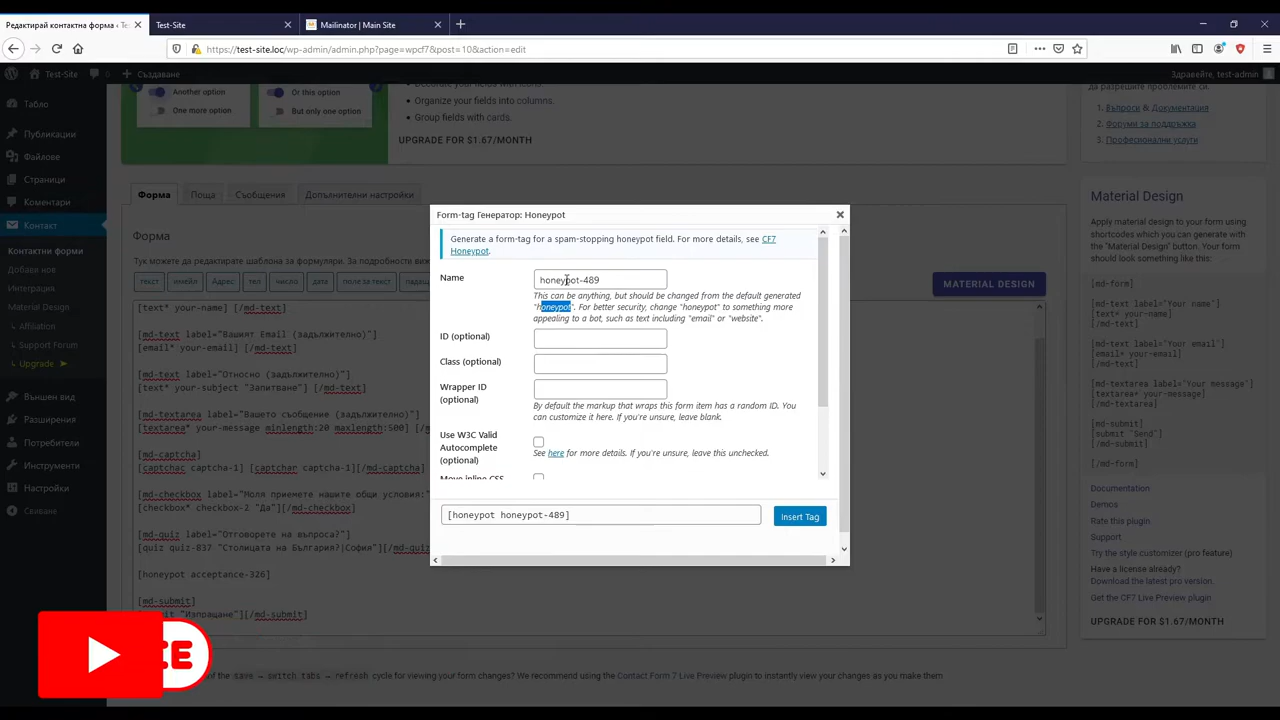 Редактирай контактна форма ‹ Te
Test-Site
Mailinator | Main Site
https://test-site.loc/wp-admin/admin.php?page=wpcf7&post=10&action=edit
Test-Site
0
Създаване
Здравейте, test-admin
Табло
Публикации
Файлове
Страници
Коментари
Контакт
Контактни форми
Добави нов
Интеграция.
Material Design
Affiliation
Support Forum
Upgrade
Външен вид
Разширения
Потребители
Инструменти
Настройки
Свиване
Another option
Or this option
One more option
But only one option
• Organize your fields into columns.
• Group fields with cards.
UPGRADE FOR $1.67/MONTH
да разрешите проблемите си.
1. Въпроси & Документация
2. Форуми за поддръжка
3. Професионални услуги
Форма
Поща
Съобщения
Допълнителни настройки
Форма
Тук можете да редактирате шаблона за формуляра. За подробности виж
текст
имейл
URL
Адрес
тел
число
дата
поле за текст
MATERIAL DESIGN
[text* your-name] [/md-text]
[md-text label="Вашият Email (задължително)"]
[email* your-email] [/md-text]
[md-text label="Относно (задължително)"]
[text* your-subject "Запитване"] [/md-text]
[md-textarea label="Вашето съобщение (задължително)"]
[textarea* your-message minlength:20 maxlength:500] [/md-
[md-captcha]
[captchac captcha-1] [captchar captcha-1][/md-captcha]
[md-checkbox label="Моля приемете нашите общи условия:"
[checkbox* checkbox-2 "Да"][/md-checkbox]
[md-quiz label="Отговорете на въпроса?"]
[quiz quiz-837 "Столицата на България?|София"][/md-quiz
[honeypot acceptance-326]
[md-submit]
"Изпращане"][/md-submit]
Form-tag Генератор: Honeypot
Generate a form-tag for a spam-stopping honeypot field. For more details, see CF7
Honeypot.
Name
honeypot-489
This can be anything, but should be changed from the default generated
"honeypot". For better security, change "honeypot" to something more
appealing to a bot, such as text including "email" or "website".
ID (optional)
Class (optional)
Wrapper ID
(optional)
By default the markup that wraps this form item has a random ID. You
can customize it here. If you're unsure, leave blank.
Use W3C Valid
Autocomplete
(optional)
See here for more details. If you're unsure, leave this unchecked.
Move inline CSS
[honeypot honeypot-489]
Insert Tag
Material Design
Apply material design to your form using
shortcodes which you can generate with
the "Material Design" button. Your form
should look something like this:
[md-form]
[md-text label="Your name"]
[text* your-name]
[/md-text]
[md-text label="Your email"]
[email* your-email]
[/md-text]
[md-textarea label="Your message"]
[textarea* your-message]
[/md-textarea]
[md-submit]
[submit "Send"]
[/md-submit]
[/md-form]
Documentation
Demos
Rate this plugin.
Support
Try the style customizer (pro feature)
Have a license already?
Download the latest pro version.
Get the CF7 Live Preview plugin
UPGRADE FOR $1.67/MONTH
of the save → switch tabs → refresh cycle for viewing your form changes? We recommend using the Contact Form 7 Live Preview plugin to instantly view your changes as you make them